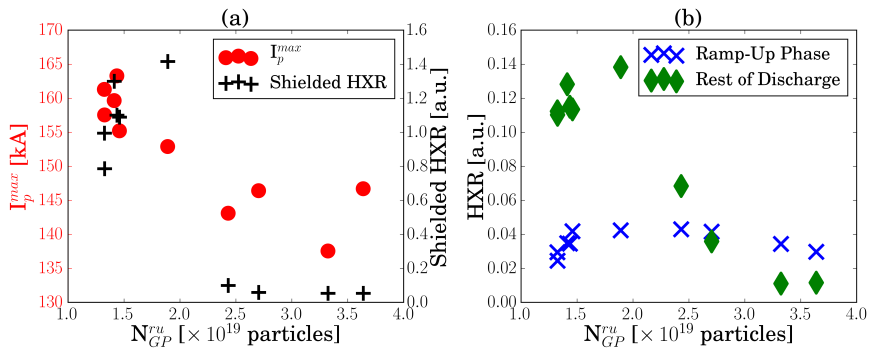 (a)
170
165
160
155
150
145
140
135
130
I_p^{max} [kA]
I_p^{max}
Shielded HXR
1.6
1.4
1.2
1.0
0.8
0.6
0.4
0.2
0.0
Shielded HXR [a.u.]
1.0 1.5 2.0 2.5 3.0 3.5 4.0
N_{GP}^{ru} [× 10^{19} particles]
(b)
0.16
0.14
0.12
0.10
0.08
0.06
0.04
0.02
0.00
HXR [a.u.]
Ramp-Up Phase
Rest of Discharge
1.0 1.5 2.0 2.5 3.0 3.5 4.0
N_{GP}^{ru} [× 10^{19} particles]